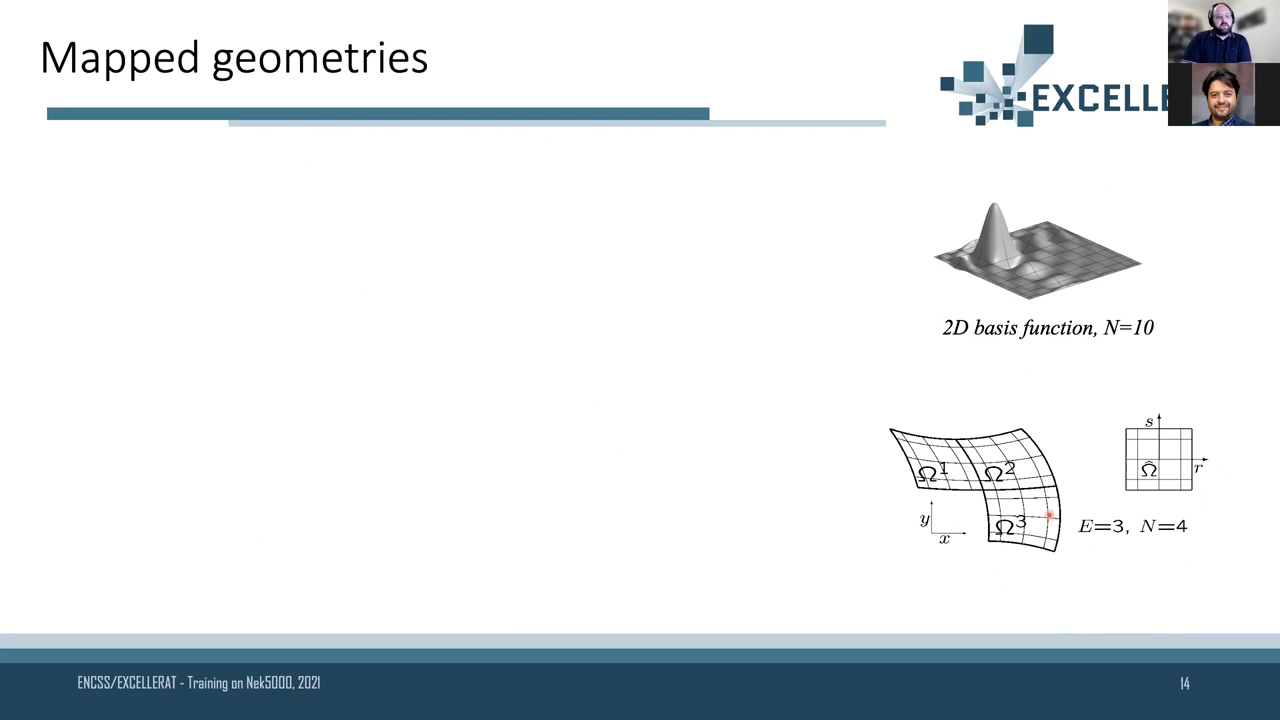 Mapped geometries
EXCELLE
2D basis function, N=10
Ω¹ Ω²
Ω³
y
x
s
Ω̂
r
E=3, N=4
ENCSS/EXCELLERAT - Training on Nek5000, 2021
14